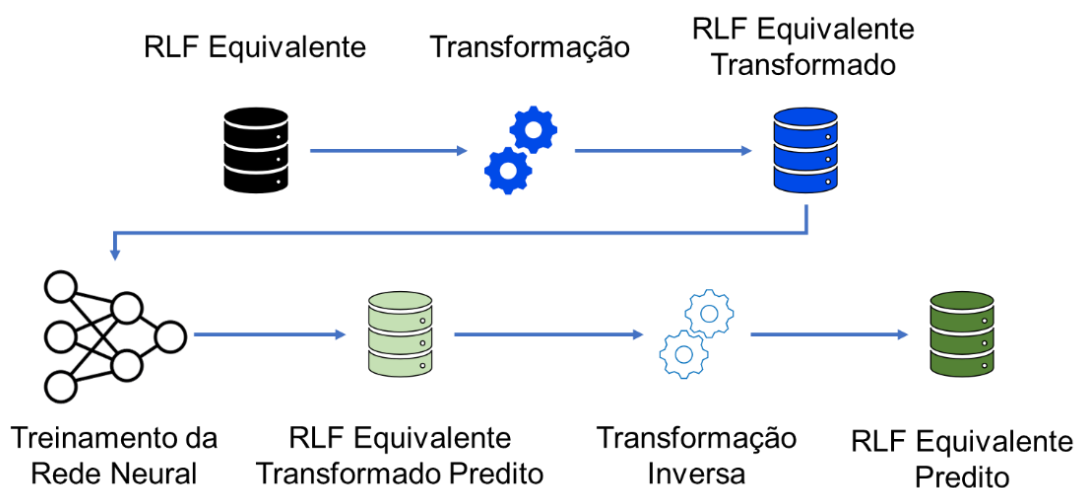 RLF Equivalente
Transformação
RLF Equivalente
Transformado
Treinamento da
Rede Neural
RLF Equivalente
Transformado Predito
Transformação
Inversa
RLF Equivalente
Predito